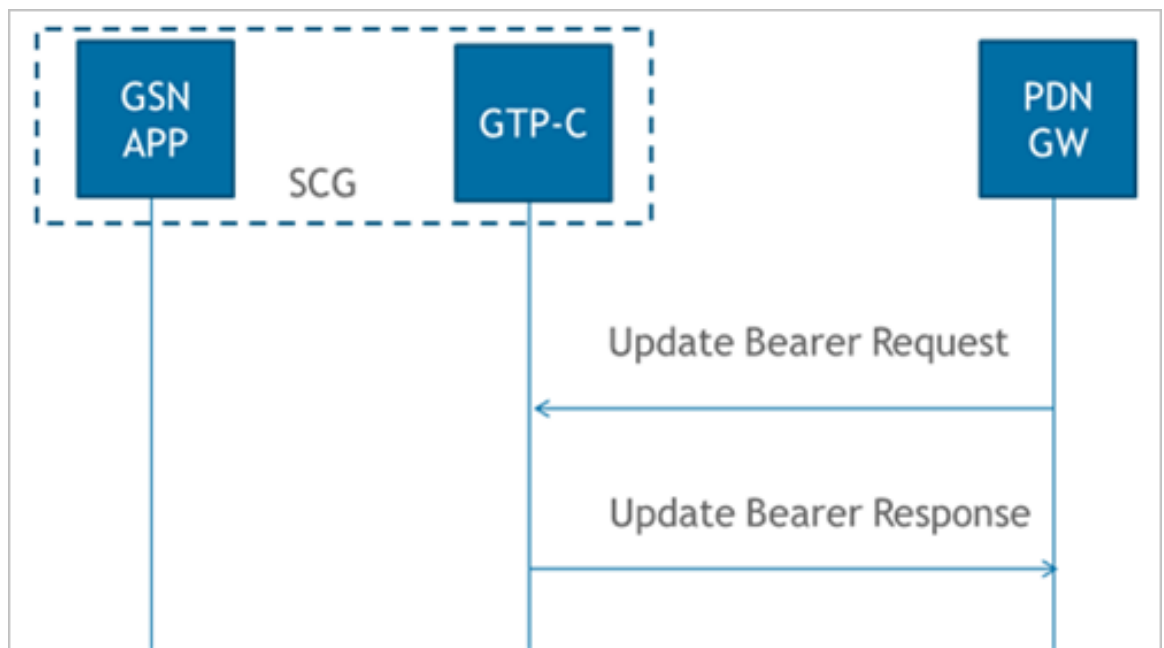 GSN
APP
SCG
GTP-C
PDN
GW
Update Bearer Request
Update Bearer Response